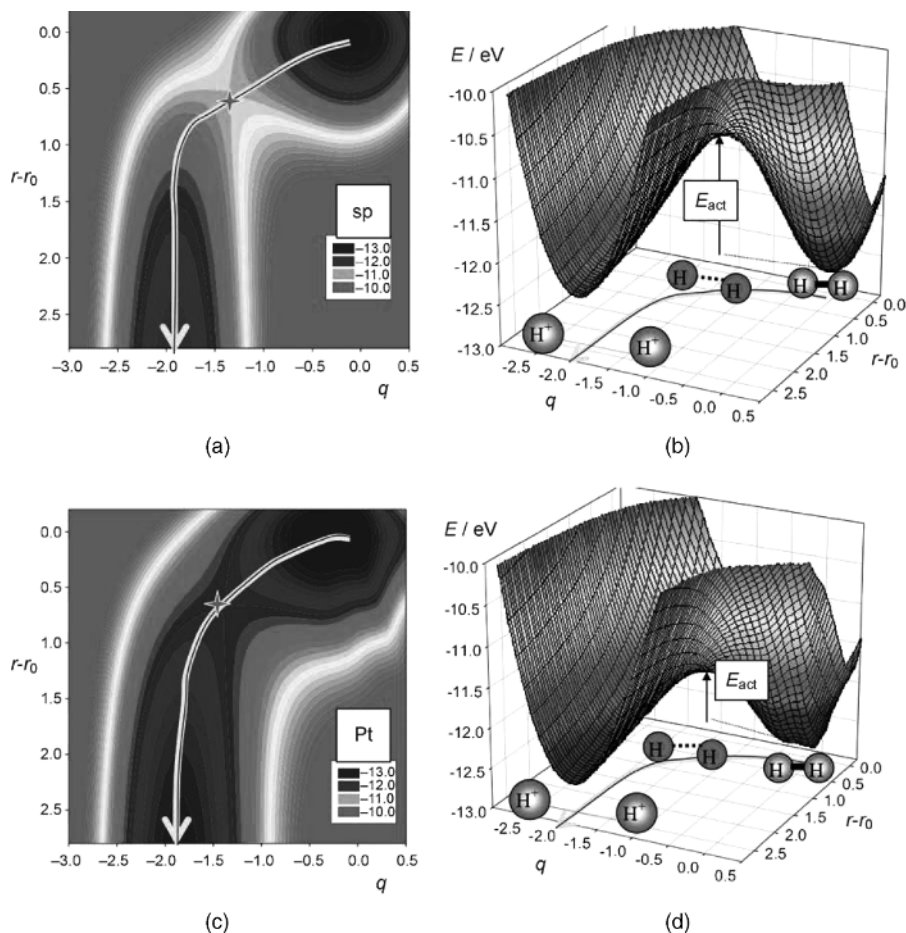 −0.0
0.5
1.0
r-r0
1.5
2.0
2.5
sp
−13.0
−12.0
−11.0
−10.0
−3.0 −2.5 −2.0 −1.5 −1.0 −0.5 0.0 0.5
q
(a)
E / eV
-10.0
-10.5
-11.0
-11.5
-12.0
-12.5
-13.0
Eact
H H H H
H+ H+
-2.5 -2.0 -1.5 -1.0 -0.5 0.0 0.5
q
0.0
0.5
1.0
1.5
2.0
2.5
r-r0
(b)
0.0
0.5
1.0
r-r0
1.5
2.0
2.5
Pt
−13.0
−12.0
−11.0
−10.0
−3.0 −2.5 −2.0 −1.5 −1.0 −0.5 0.0 0.5
q
(c)
E / eV
-10.0
-10.5
-11.0
-11.5
-12.0
-12.5
-13.0
Eact
H H H H
H+ H+
-2.5 -2.0 -1.5 -1.0 -0.5 0.0 0.5
q
0.0
0.5
1.0
1.5
2.0
2.5
r-r0
(d)